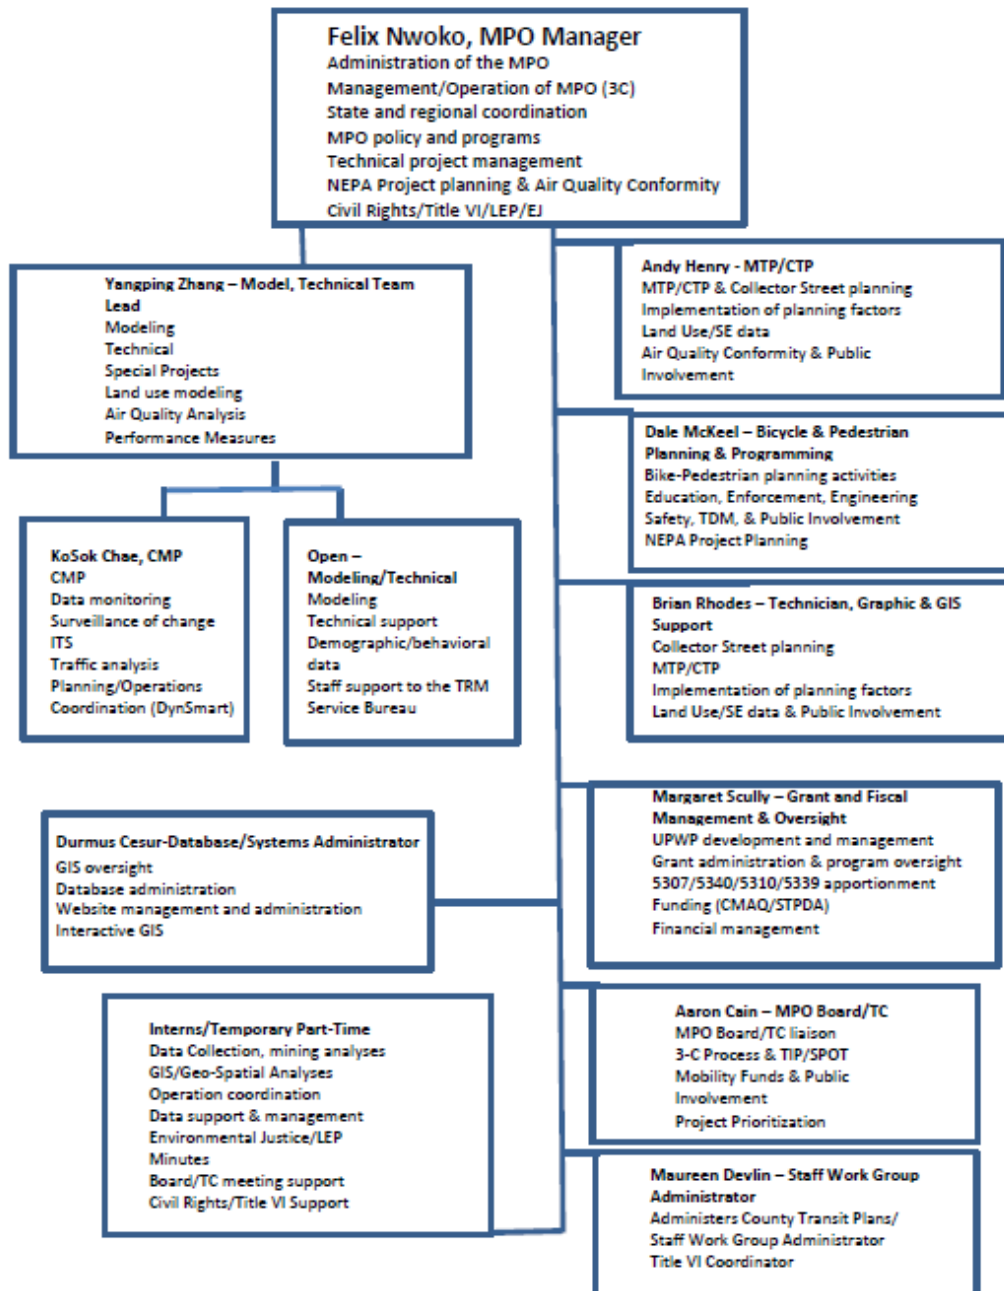 Felix Nwoko, MPO Manager
Administration of the MPO
Management/Operation of MPO (3C)
State and regional coordination
MPO policy and programs
Technical project management
NEPA Project planning & Air Quality Conformity
Civil Rights/Title VI/LEP/EJ
Yangping Zhang – Model, Technical Team
Lead
Modeling
Technical
Special Projects
Land use modeling
Air Quality Analysis
Performance Measures
Andy Henry - MTP/CTP
MTP/CTP & Collector Street planning
Implementation of planning factors
Land Use/SE data
Air Quality Conformity & Public
Involvement
Dale McKeel – Bicycle & Pedestrian
Planning & Programming
Bike-Pedestrian planning activities
Education, Enforcement, Engineering
Safety, TDM, & Public Involvement
NEPA Project Planning
KoSok Chae, CMP
CMP
Data monitoring
Surveillance of change
ITS
Traffic analysis
Planning/Operations
Coordination (DynSmart)
Open –
Modeling/Technical
Modeling
Technical support
Demographic/behavioral
data
Staff support to the TRM
Service Bureau
Brian Rhodes – Technician, Graphic & GIS
Support
Collector Street planning
MTP/CTP
Implementation of planning factors
Land Use/SE data & Public Involvement
Margaret Scully – Grant and Fiscal
Management & Oversight
UPWP development and management
Grant administration & program oversight
5307/5340/5310/5339 apportionment
Funding (CMAQ/STPDA)
Financial management
Durmus Cesur-Database/Systems Administrator
GIS oversight
Database administration
Website management and administration
Interactive GIS
Interns/Temporary Part-Time
Data Collection, mining analyses
GIS/Geo-Spatial Analyses
Operation coordination
Data support & management
Environmental Justice/LEP
Minutes
Board/TC meeting support
Civil Rights/Title VI Support
Aaron Cain – MPO Board/TC
MPO Board/TC liaison
3-C Process & TIP/SPOT
Mobility Funds & Public
Involvement
Project Prioritization
Maureen Devlin – Staff Work Group
Administrator
Administers County Transit Plans/
Staff Work Group Administrator
Title VI Coordinator